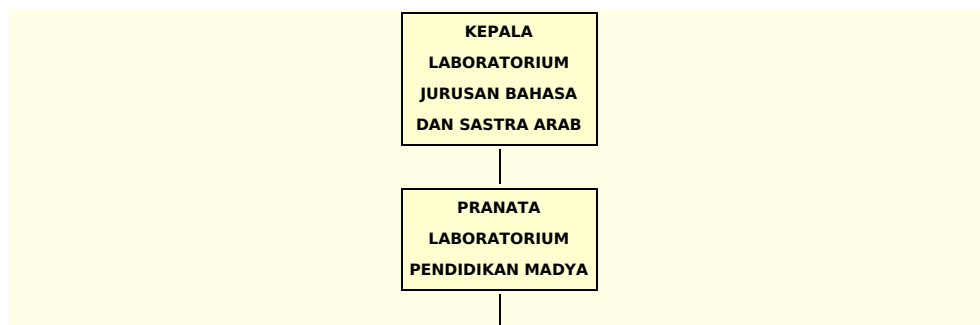 KEPALA
LABORATORIUM
JURUSAN BAHASA
DAN SASTRA ARAB
PRANATA
LABORATORIUM
PENDIDIKAN MADYA